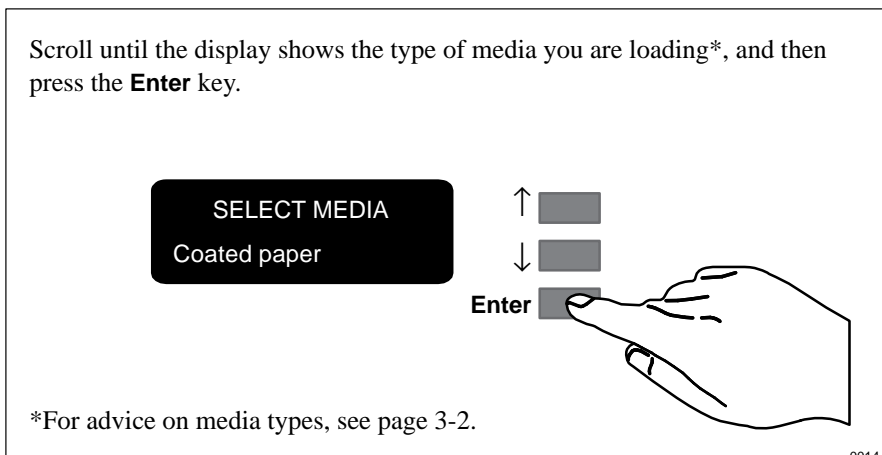 Scroll until the display shows the type of media you are loading*, and then
press the Enter key.
SELECT MEDIA
↑
Coated paper
↓
Enter
*For advice on media types, see page 3-2.